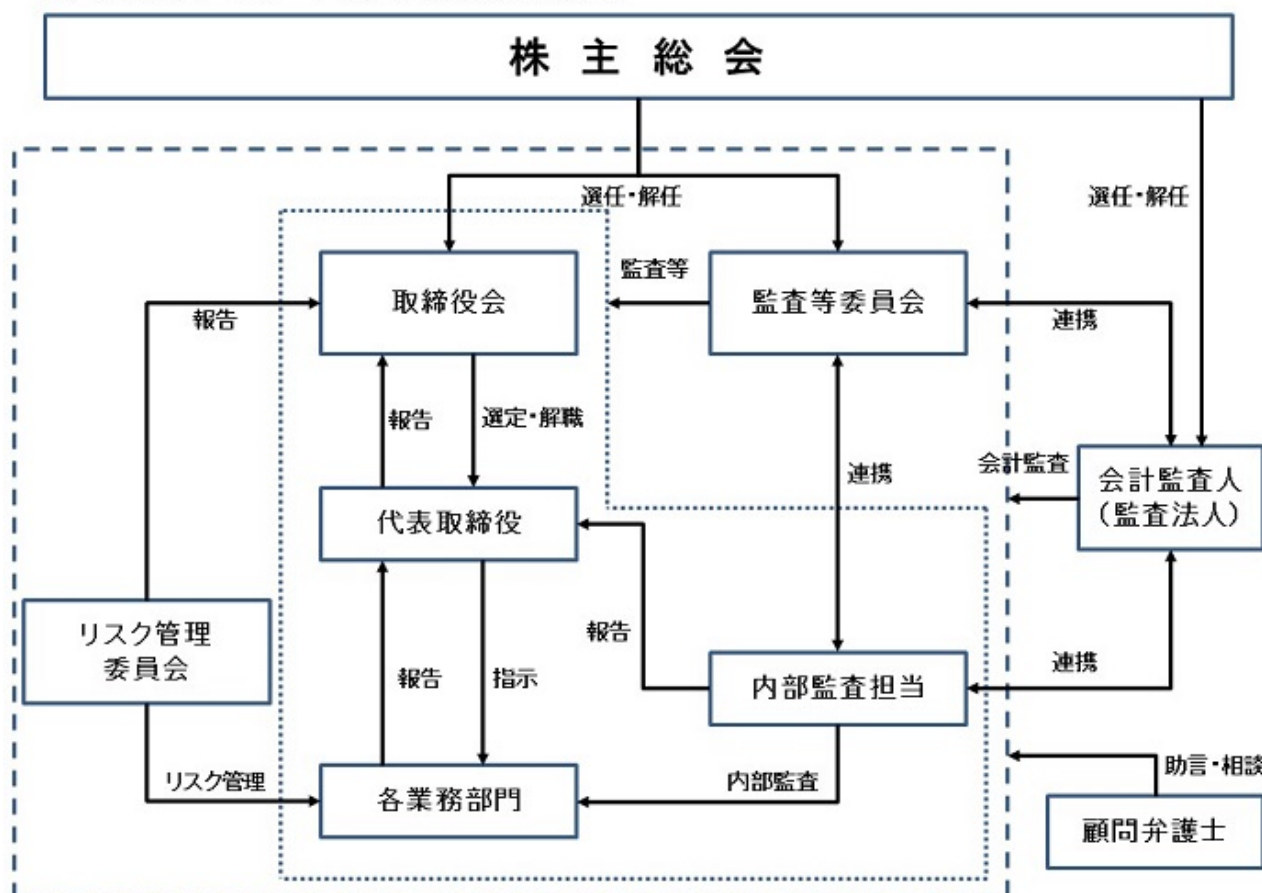 株主総会
選任・解任
選任・解任
取締役会
監査等
監査等委員会
報告
連携
報告
選定・解職
連携
会計監査
会計監査人
(監査法人)
代表取締役
リスク管理
委員会
報告
報告
指示
内部監査担当
連携
リスク管理
各業務部門
内部監査
助言・相談
顧問弁護士